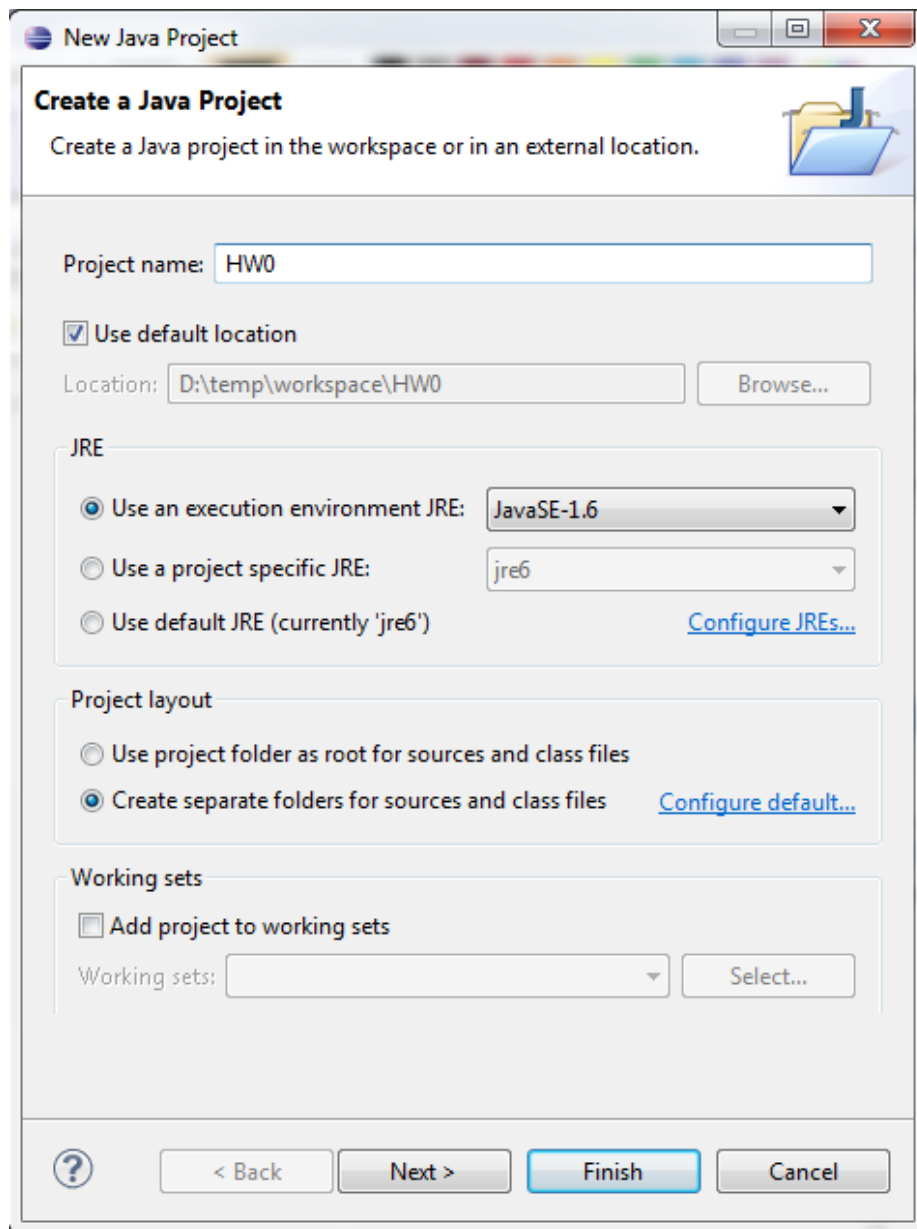 New Java Project
Create a Java Project
Create a Java project in the workspace or in an external location.
Project name: HW0
Use default location
Location: D:\temp\workspace\HW0 Browse...
JRE
Use an execution environment JRE: JavaSE-1.6
Use a project specific JRE: jre6
Use default JRE (currently 'jre6') Configure JREs...
Project layout
Use project folder as root for sources and class files
Create separate folders for sources and class files Configure default...
Working sets
Add project to working sets
Working sets: Select...
? < Back Next > Finish Cancel